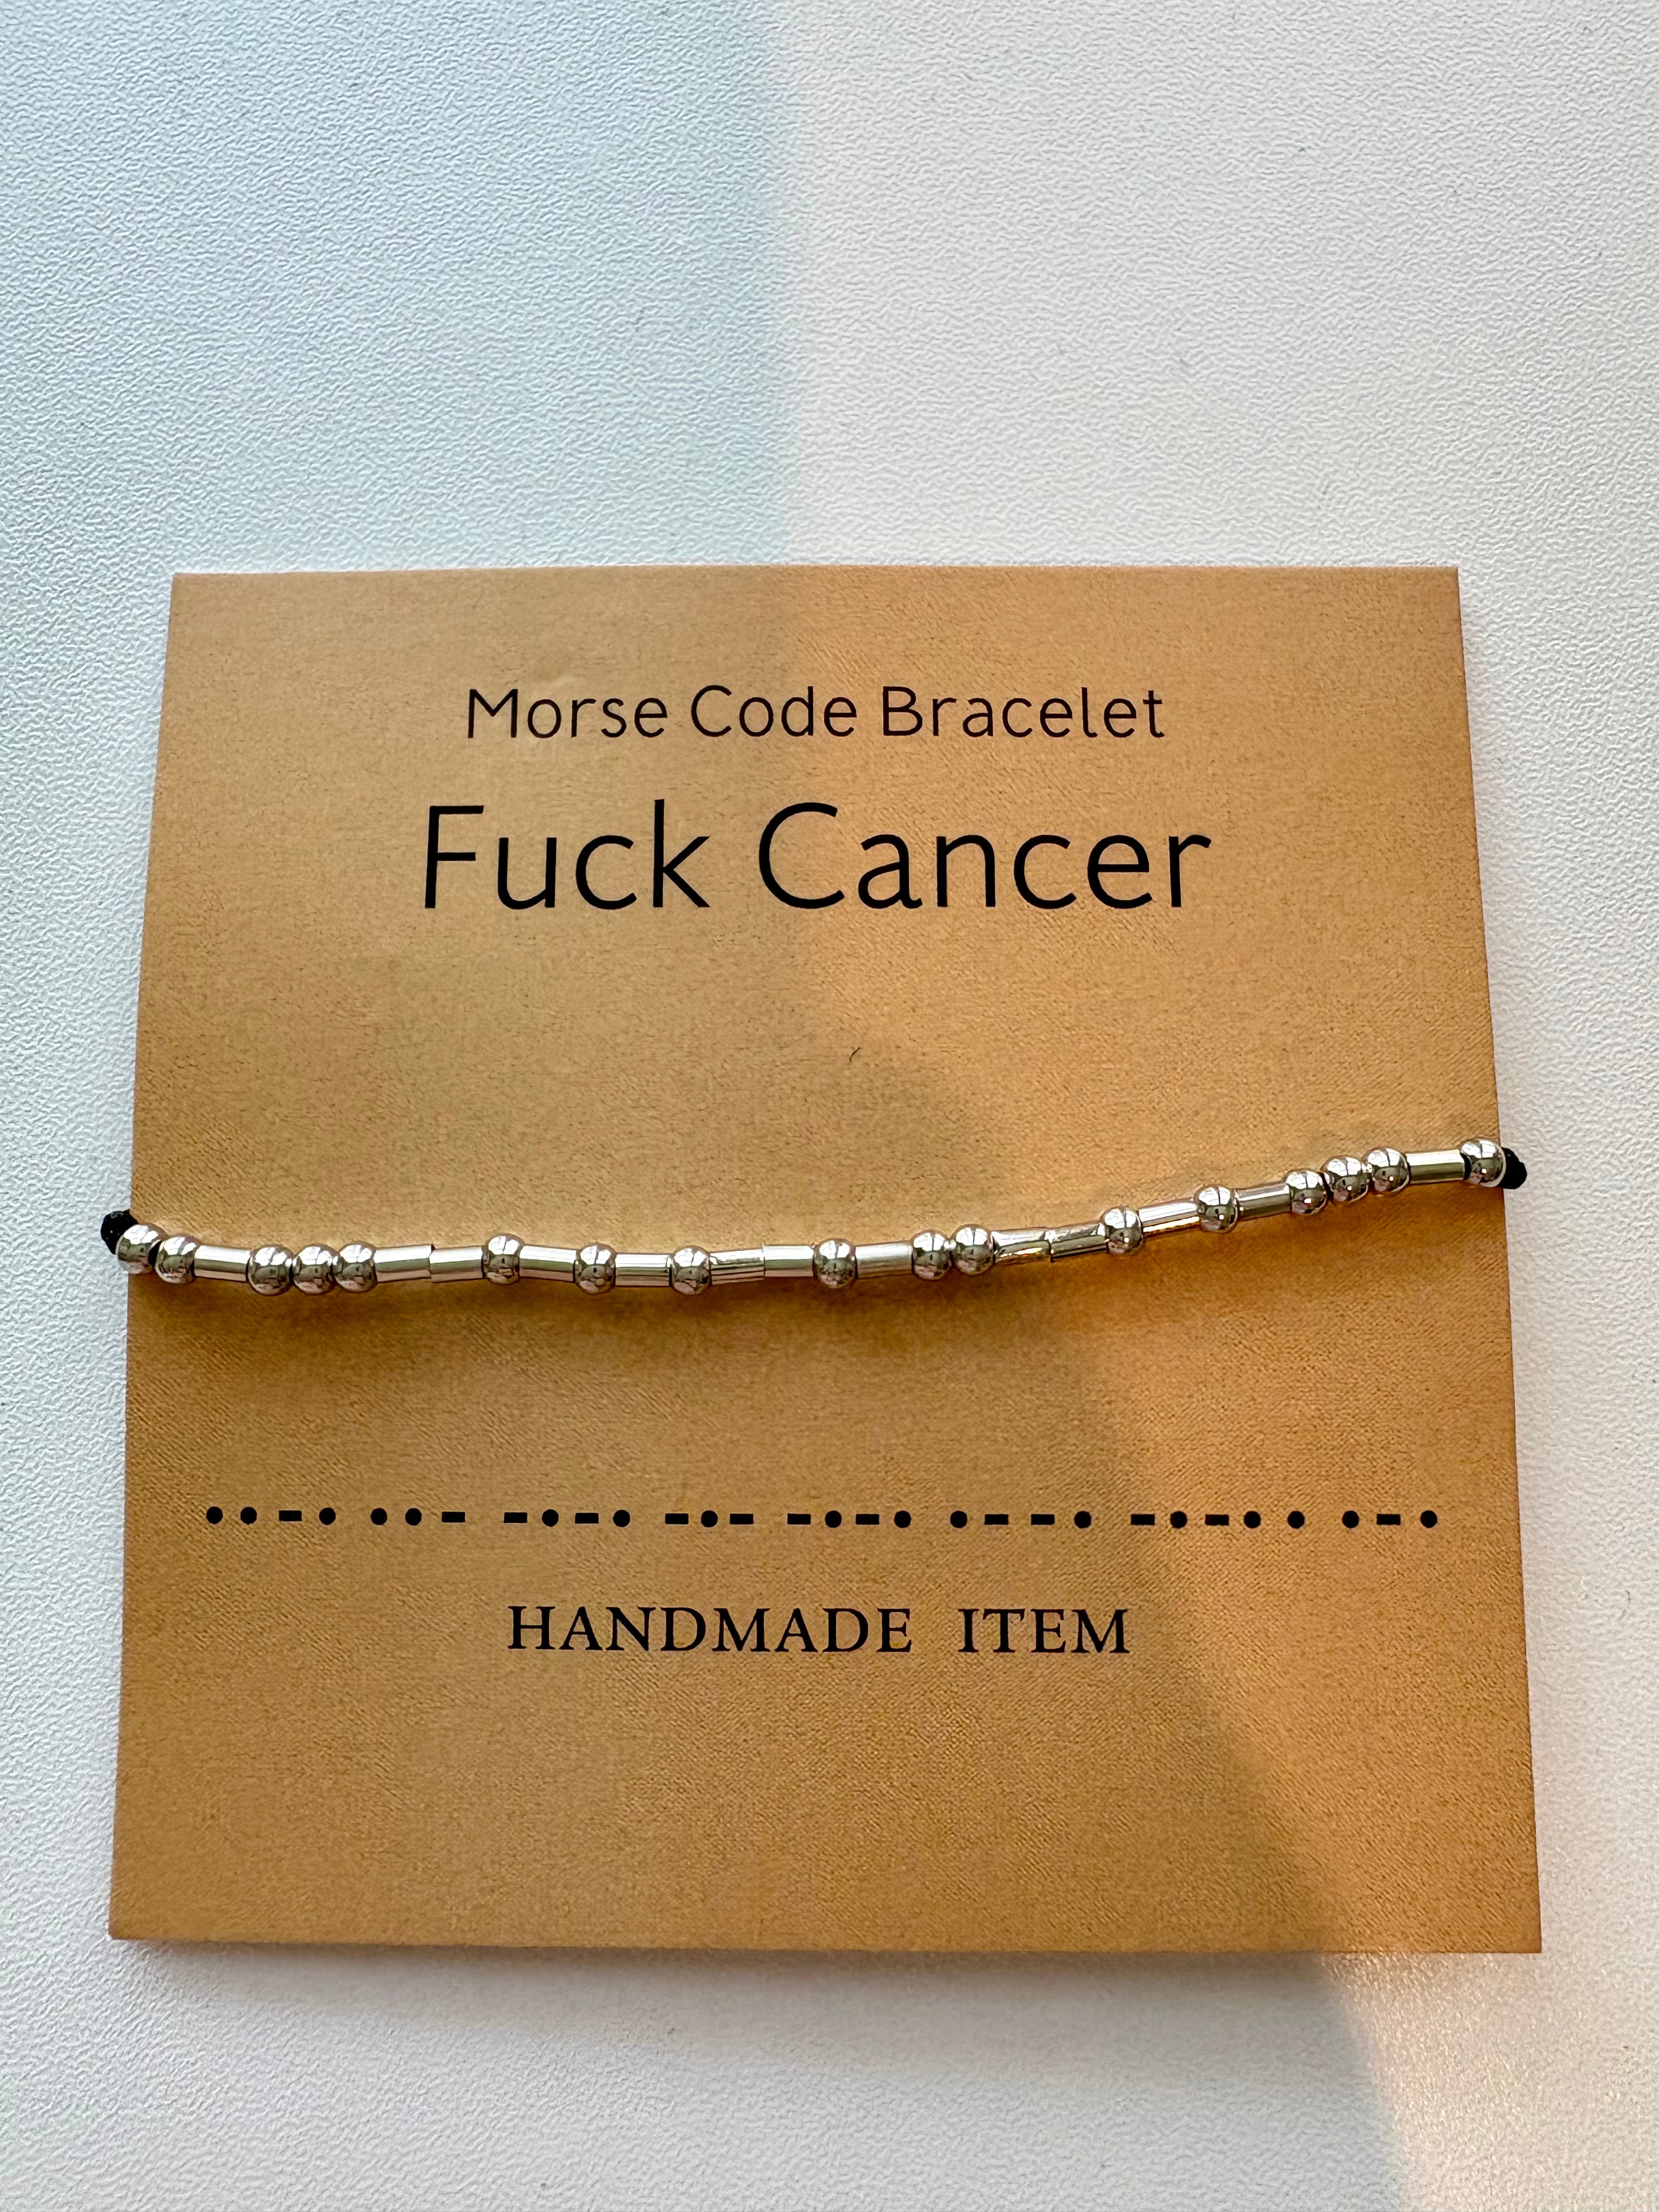 Morse Code Bracelet
Fuck Cancer
••-• ••- -•-• -•- -•-• •- -• -•-• • •-•
HANDMADE ITEM